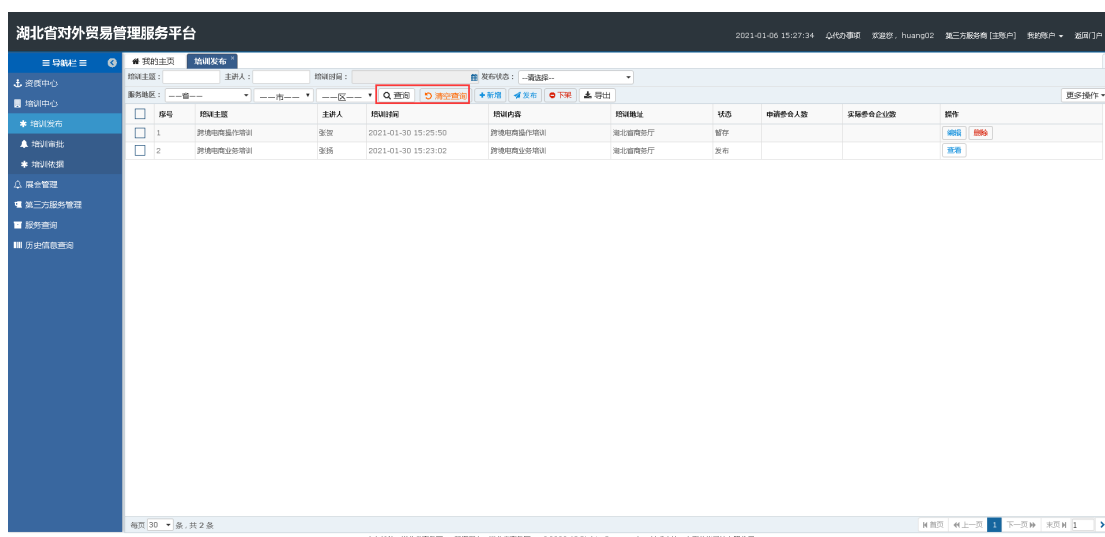 湖北省对外贸易管理服务平台
2021-01-06 15:27:34 代办事项 欢迎您，huang02 第三方服务商 [主账户] 我的账户 返回门户
导航栏
我的主页 培训发布 ×
资质中心
培训中心
培训发布
培训审批
培训依据
展会管理
第三方服务管理
服务查询
历史信息查询
培训主题： 主讲人： 培训时间： 发布状态： --请选择--
服务地区： ——省—— ——市—— ——区—— 查询 清空查询 新增 发布 下架 导出 更多操作
序号 培训主题 主讲人 培训时间 培训内容 培训地址 状态 申请参会人数 实际参会企业数 操作
1 跨境电商操作培训 张贺 2021-01-30 15:25:50 跨境电商操作培训 湖北省商务厅 暂存 编辑 删除
2 跨境电商业务培训 张扬 2021-01-30 15:23:02 跨境电商业务培训 湖北省商务厅 发布 查看
每页 30 条，共 2 条 首页 上一页 1 下一页 末页 1